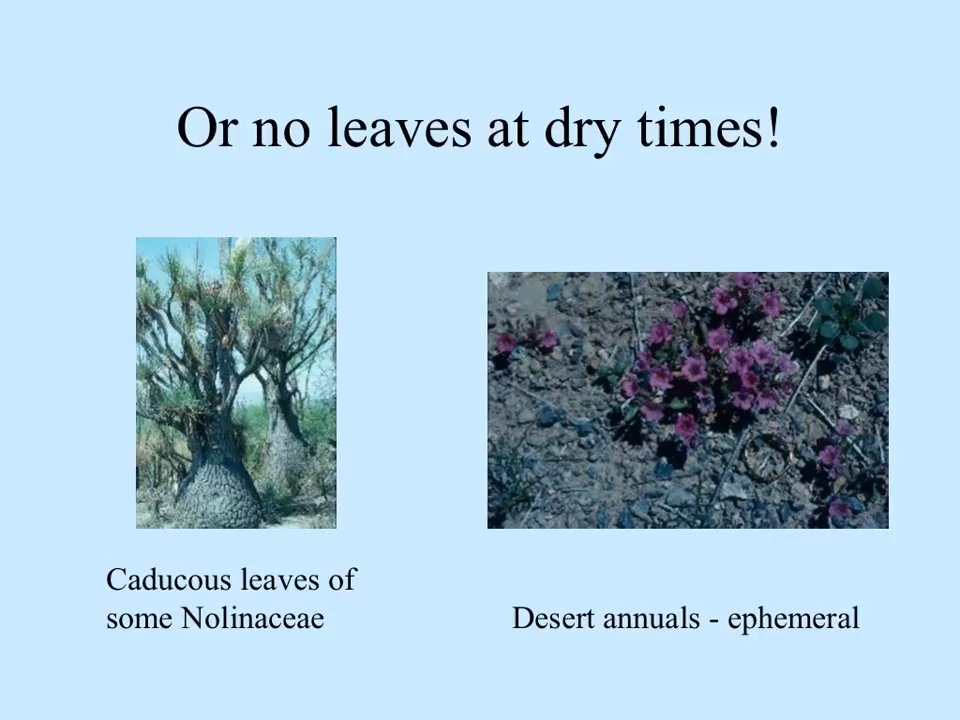 Or no leaves at dry times!
Caducous leaves of
some Nolinaceae
Desert annuals - ephemeral